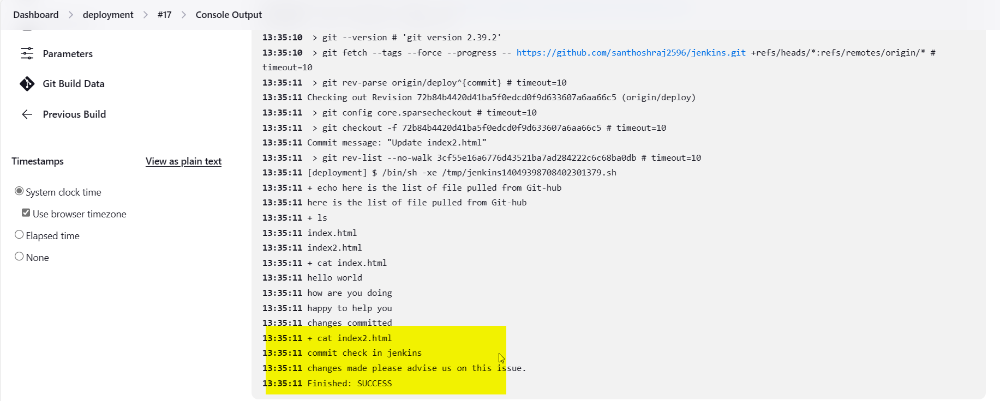 Dashboard > deployment > #17 > Console Output
Parameters
Git Build Data
Previous Build
Timestamps View as plain text
System clock time
Use browser timezone
Elapsed time
None
13:35:10  > git --version # 'git version 2.39.2'
13:35:10  > git fetch --tags --force --progress -- https://github.com/santhoshraj2596/jenkins.git +refs/heads/*:refs/remotes/origin/* #
timeout=10
13:35:11  > git rev-parse origin/deploy^{commit} # timeout=10
13:35:11 Checking out Revision 72b84b4420d41ba5f0edcd0f9d633607a6aa66c5 (origin/deploy)
13:35:11  > git config core.sparsecheckout # timeout=10
13:35:11  > git checkout -f 72b84b4420d41ba5f0edcd0f9d633607a6aa66c5 # timeout=10
13:35:11 Commit message: "Update index2.html"
13:35:11  > git rev-list --no-walk 3cf55e16a6776d43521ba7ad284222c6c68ba0db # timeout=10
13:35:11 [deployment] $ /bin/sh -xe /tmp/jenkins14049398708402301379.sh
13:35:11 + echo here is the list of file pulled from Git-hub
13:35:11 here is the list of file pulled from Git-hub
13:35:11 + ls
13:35:11 index.html
13:35:11 index2.html
13:35:11 + cat index.html
13:35:11 hello world
13:35:11 how are you doing
13:35:11 happy to help you
13:35:11 changes committed
13:35:11 + cat index2.html
13:35:11 commit check in jenkins
13:35:11 changes made please advise us on this issue.
13:35:11 Finished: SUCCESS